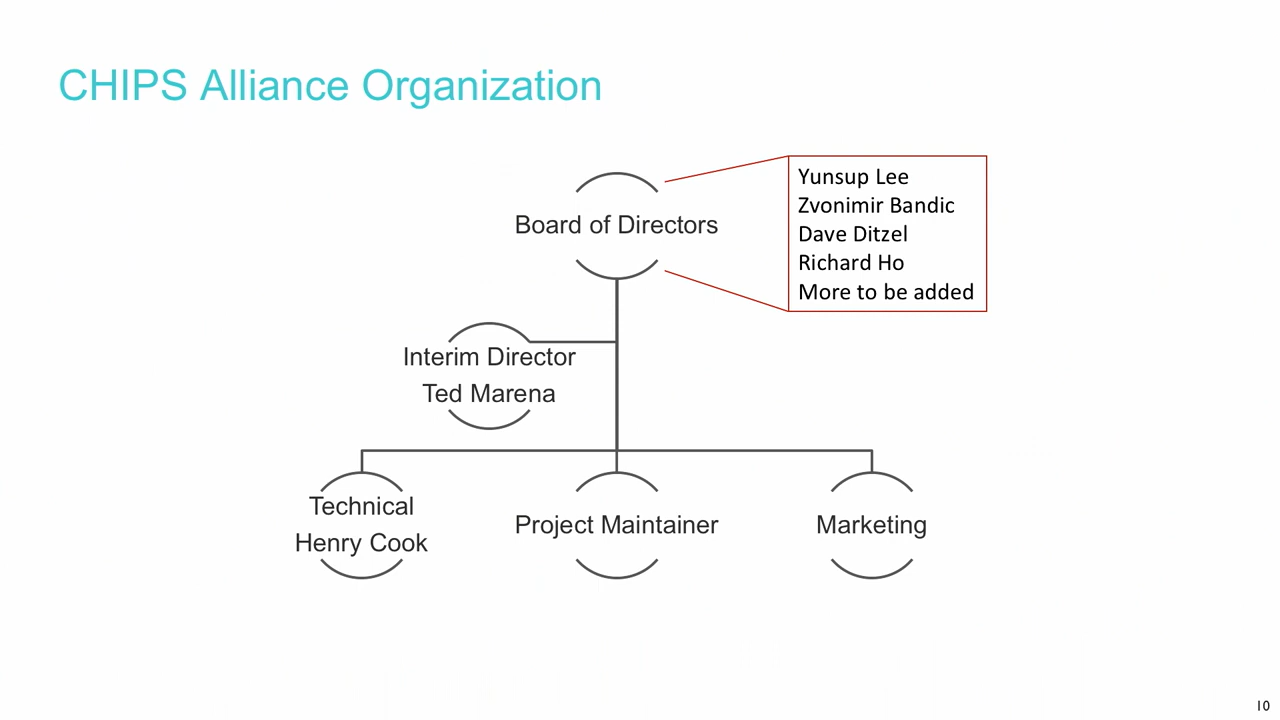 CHIPS Alliance Organization
Board of Directors
Yunsup Lee
Zvonimir Bandic
Dave Ditzel
Richard Ho
More to be added
Interim Director
Ted Marena
Technical
Henry Cook
Project Maintainer
Marketing
10